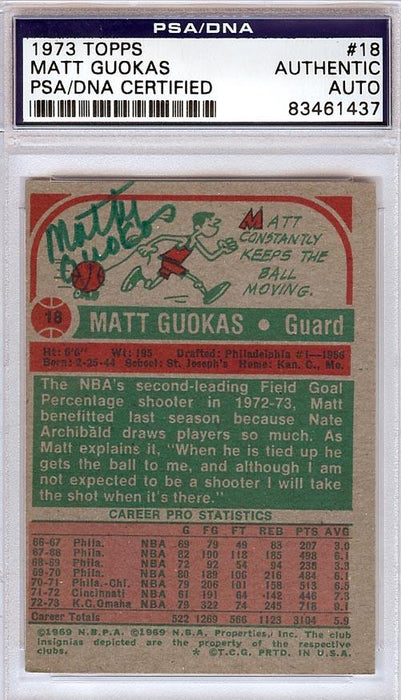 PSA/DNA
1973 TOPPS #18
MATT GUOKAS AUTHENTIC
PSA/DNA CERTIFIED AUTO
83461437
Matt Guokas
MATT
CONSTANTLY
KEEPS THE
BALL
MOVING.
18 MATT GUOKAS • Guard
Ht: 6'6" Wt: 195 Drafted: Philadelphia #1—1966
Born: 2-25-44 School: St. Joseph's Home: Kan. C., Mo.
The NBA's second-leading Field Goal
Percentage shooter in 1972-73, Matt
benefitted last season because Nate
Archibald draws players so much. As
Matt explains it, "When he is tied up he
gets the ball to me, and although I am
not expected to be a shooter I will take
the shot when it's there."
CAREER PRO STATISTICS
G FG FT REB PTS AVG
66-67 Phila. NBA 69 79 49 83 207 3.0
67-68 Phila. NBA 82 190 118 185 498 6.1
68-69 Phila. NBA 72 92 54 94 238 3.3
69-70 Phila. NBA 80 189 106 216 484 6.1
70-71 Phila.-Chi. NBA 79 206 101 158 513 6.5
71-72 Cincinnati NBA 61 191 64 142 446 7.3
72-73 K.C.Omaha NBA 79 322 74 245 718 9.1
Career Totals 522 1269 566 1123 3104 5.9
©1969 N.B.P.A. ©1969 N.B.A. Properties, Inc. The club
insignias depicted are the property of the respective
clubs. * ©T.C.G. PRTD. IN U.S.A.